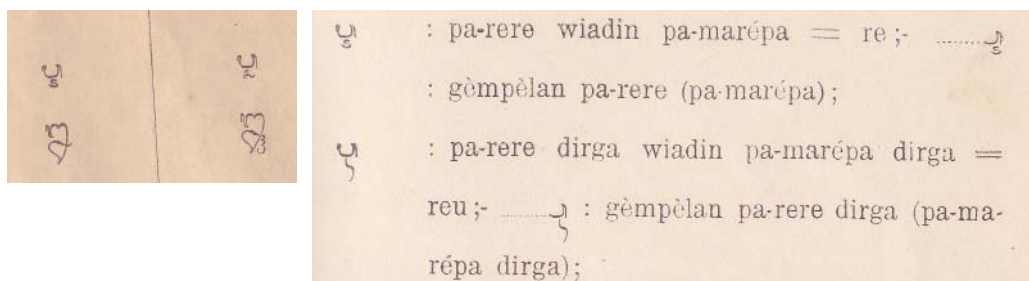 ᬋ : pa-rere wiadin pa-marépa = re ;- ..........
: gèmpèlan pa-rere (pa-marépa) ;
ᬌ : pa-rere dirga wiadin pa-marépa dirga =
reu ;- .......... : gèmpèlan pa-rere dirga (pa-ma-
répa dirga) ;